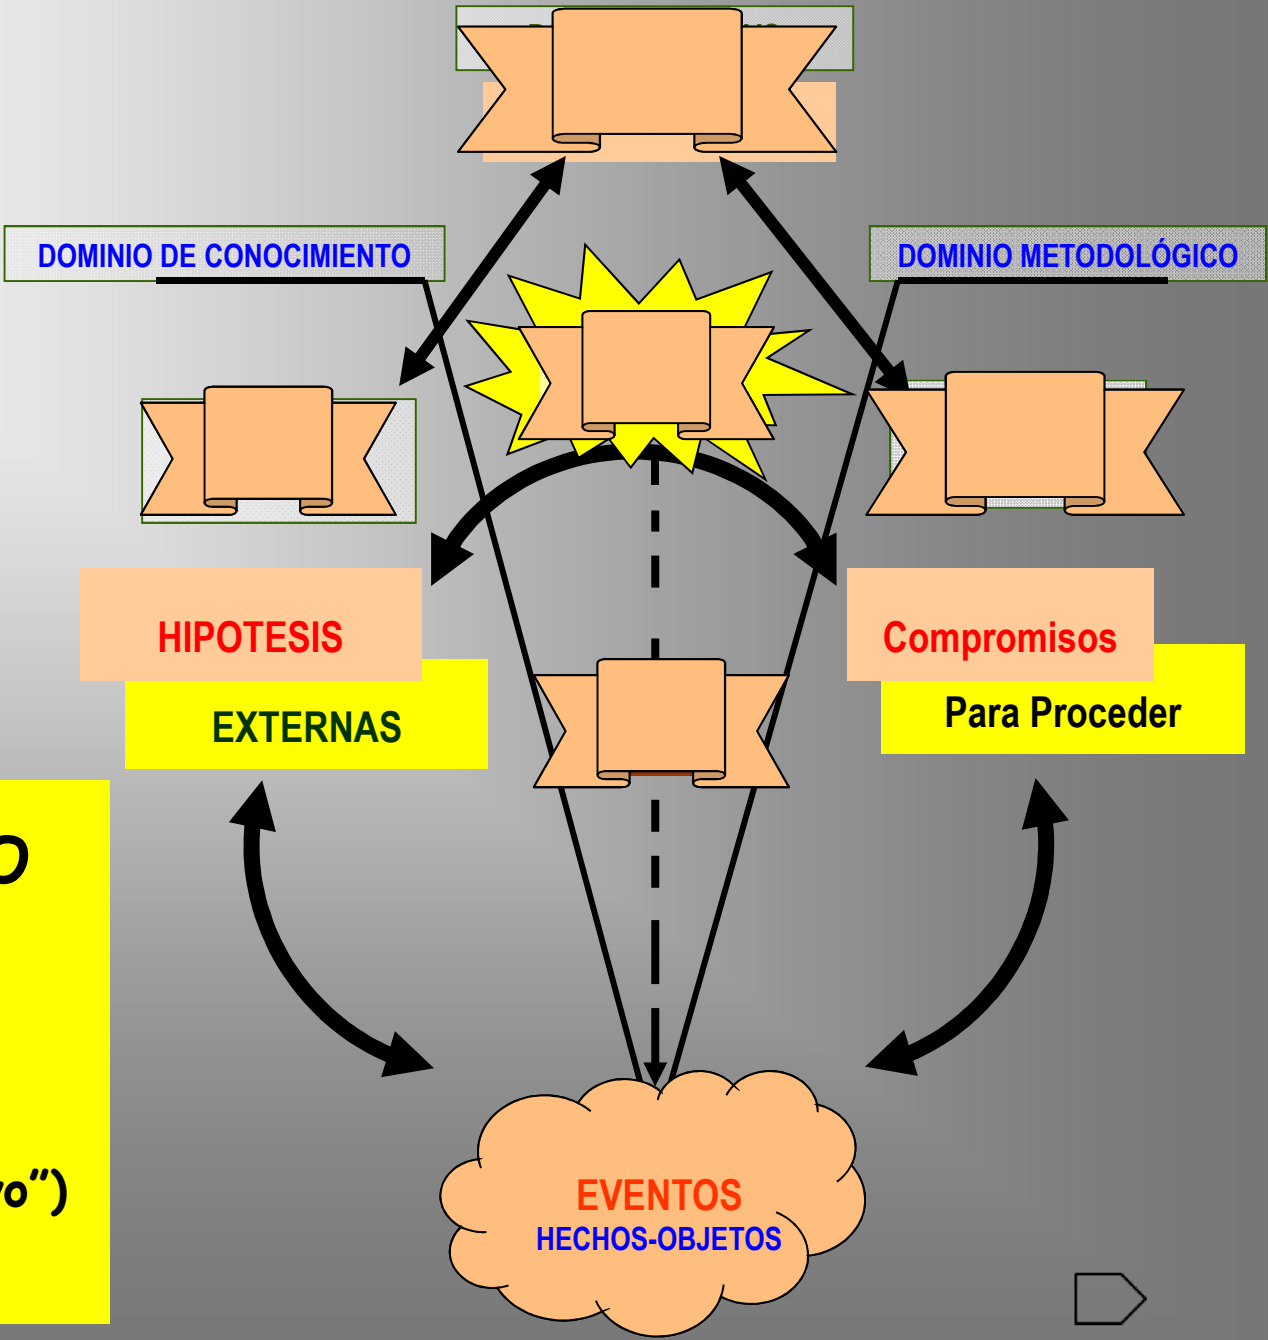 DOMINIO DE CONOCIMIENTO
DOMINIO METODOLÓGICO
HIPOTESIS
EXTERNAS
Compromisos
Para Proceder
EVENTOS
HECHOS-OBJETOS